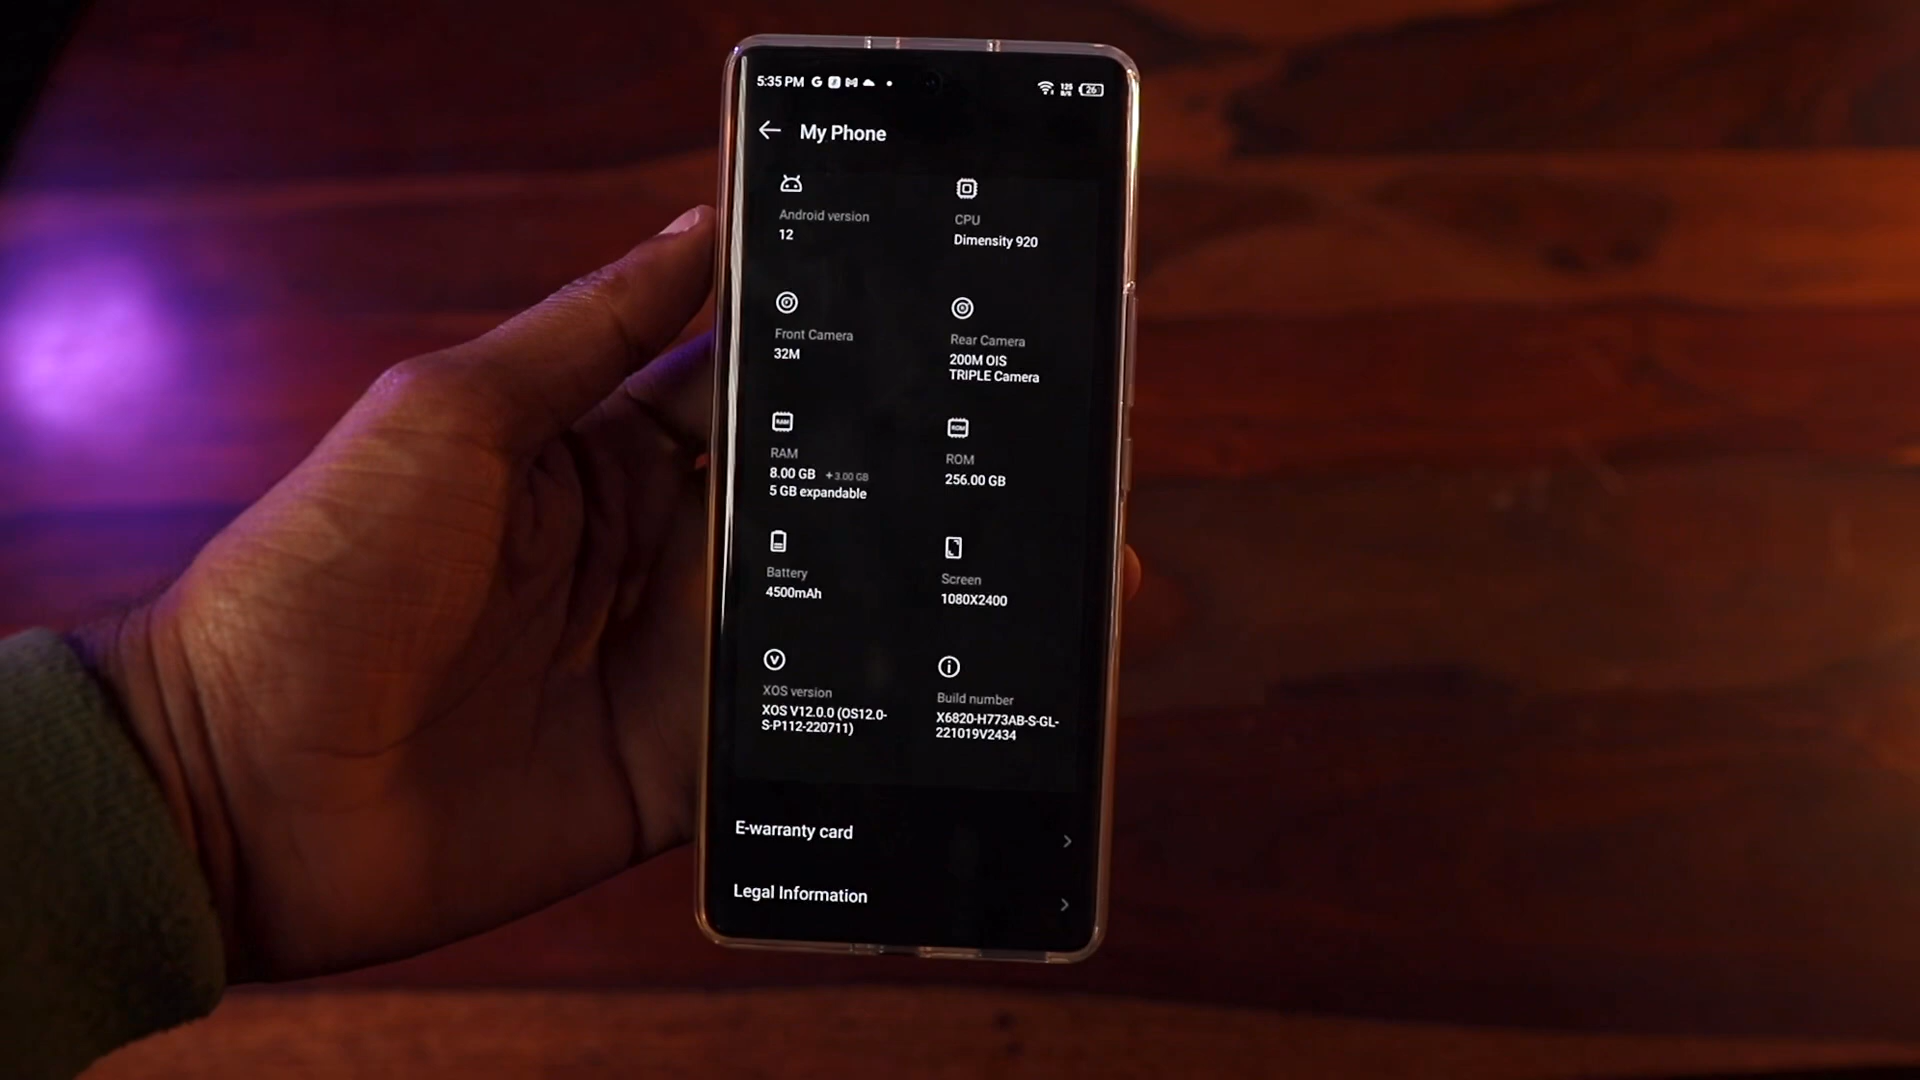 5:35 PM
26
My Phone
Android version
12
CPU
Dimensity 920
Front Camera
32M
Rear Camera
200M OIS
TRIPLE Camera
RAM
RAM
8.00 GB +3.00 GB
5 GB expandable
ROM
ROM
256.00 GB
Battery
4500mAh
Screen
1080X2400
XOS version
XOS V12.0.0 (OS12.0-
S-P112-220711)
Build number
X6820-H773AB-S-GL-
221019V2434
E-warranty card
Legal Information